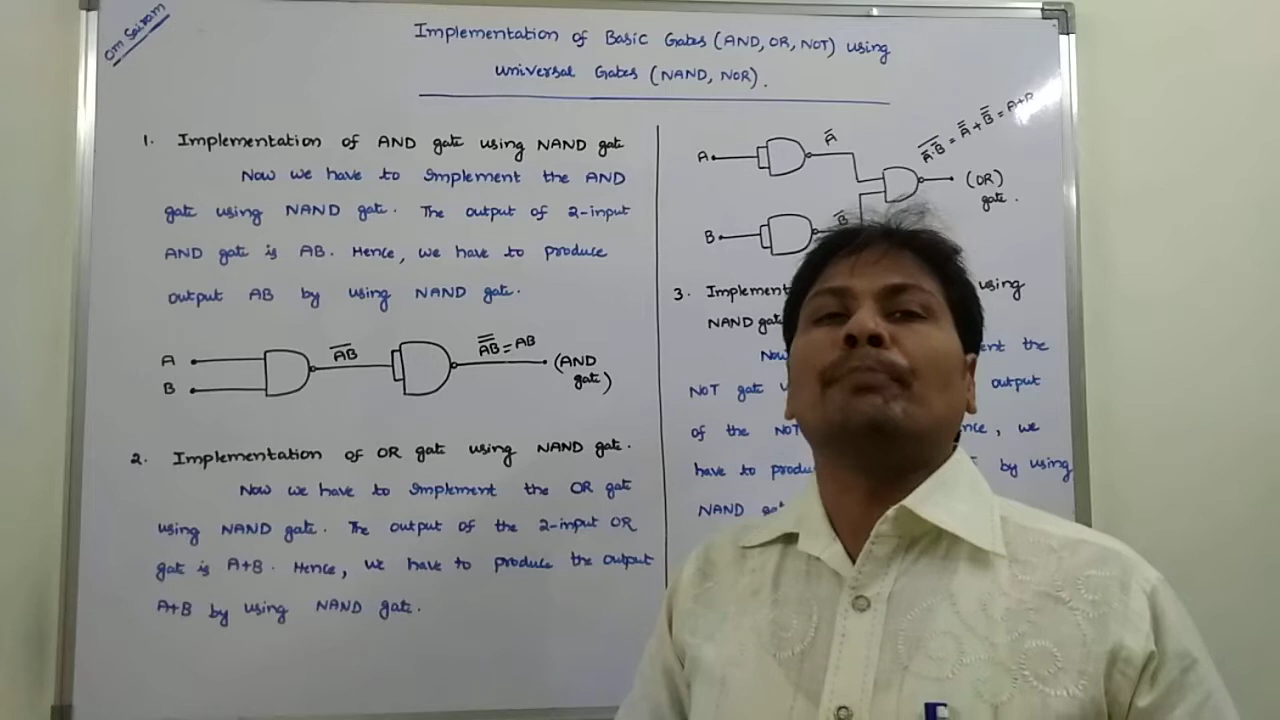 Om Sairam
Implementation of Basic Gates (AND, OR, NOT) using
Universal Gates (NAND, NOR).
1. Implementation of AND gate using NAND gate
Now we have to implement the AND
gate using NAND gate. The output of 2-input
AND gate is AB. Hence, we have to produce
output AB by using NAND gate.
A
B
A̅B̅
A̿B̿ = AB
(AND
gate)
2. Implementation of OR gate using NAND gate.
Now we have to implement the OR gate
using NAND gate. The output of the 2-input OR
gate is A+B. Hence, we have to produce the output
A+B by using NAND gate.
A
A̅
B
B̅
= A̿ + B̿ = A+B
(OR)
gate.
3. Implement using
NAND gate
Now the
NOT gate output
of the NOT , we
have to produ by using
NAND